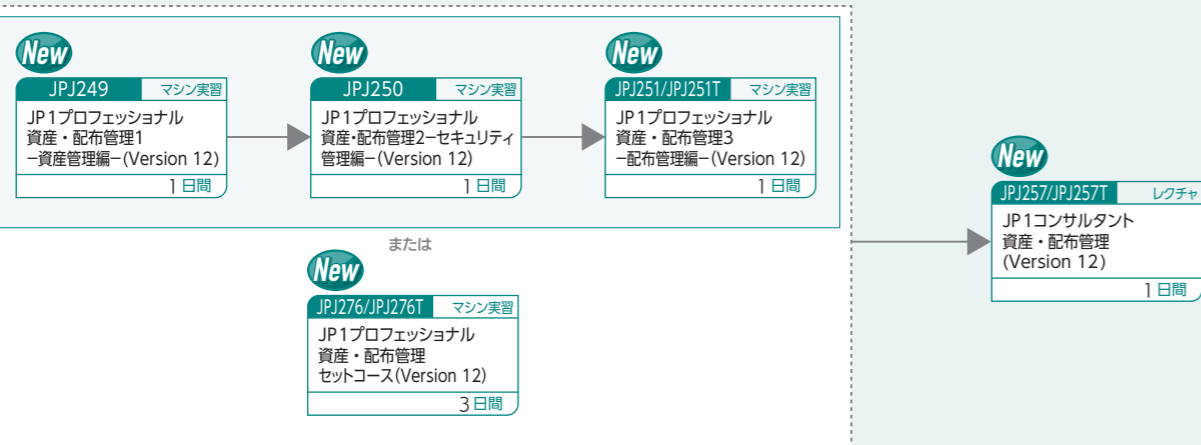 New
JPJ249 マシン実習
JP1プロフェッショナル
資産・配布管理1
−資産管理編−(Version 12)
1日間
New
JPJ250 マシン実習
JP1プロフェッショナル
資産・配布管理2−セキュリティ
管理編−(Version 12)
1日間
New
JPJ251/JPJ251T マシン実習
JP1プロフェッショナル
資産・配布管理3
−配布管理編−(Version 12)
1日間
または
New
JPJ276/JPJ276T マシン実習
JP1プロフェッショナル
資産・配布管理
セットコース(Version 12)
3日間
New
JPJ257/JPJ257T レクチャ
JP1コンサルタント
資産・配布管理
(Version 12)
1日間